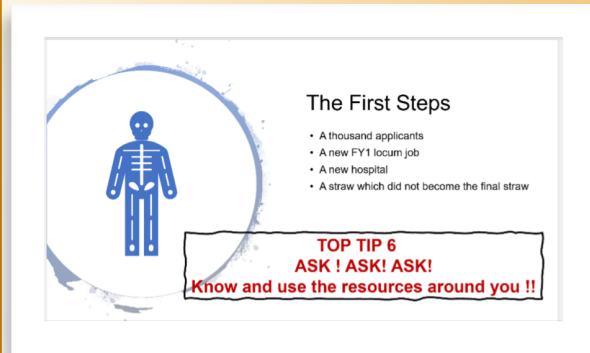 The First Steps
• A thousand applicants
• A new FY1 locum job
• A new hospital
• A straw which did not become the final straw
TOP TIP 6
ASK ! ASK! ASK!
Know and use the resources around you !!